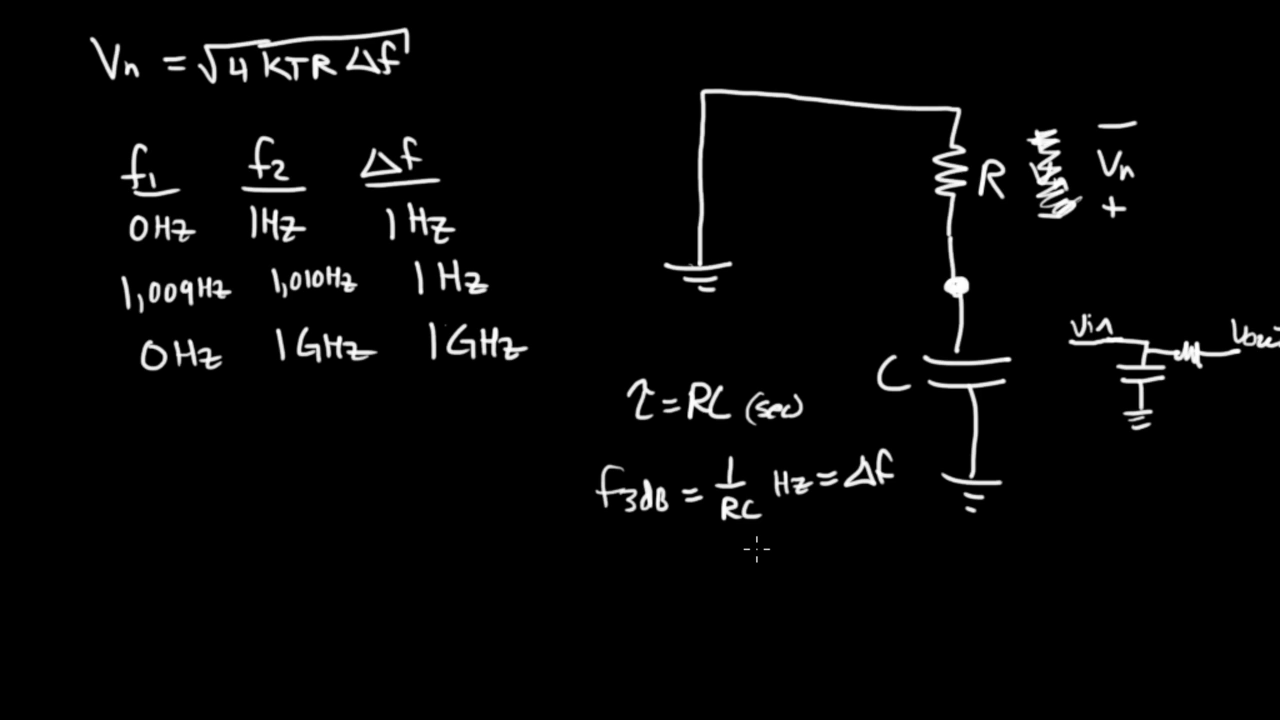 Vn = √4KTRΔf
f1 f2 Δf
0Hz 1Hz 1Hz
1,009Hz 1,010Hz 1Hz
0Hz 1GHz 1GHz
R
− Vn +
C
Vin Vout
τ = RC (sec)
f3dB = 1/RC Hz = Δf